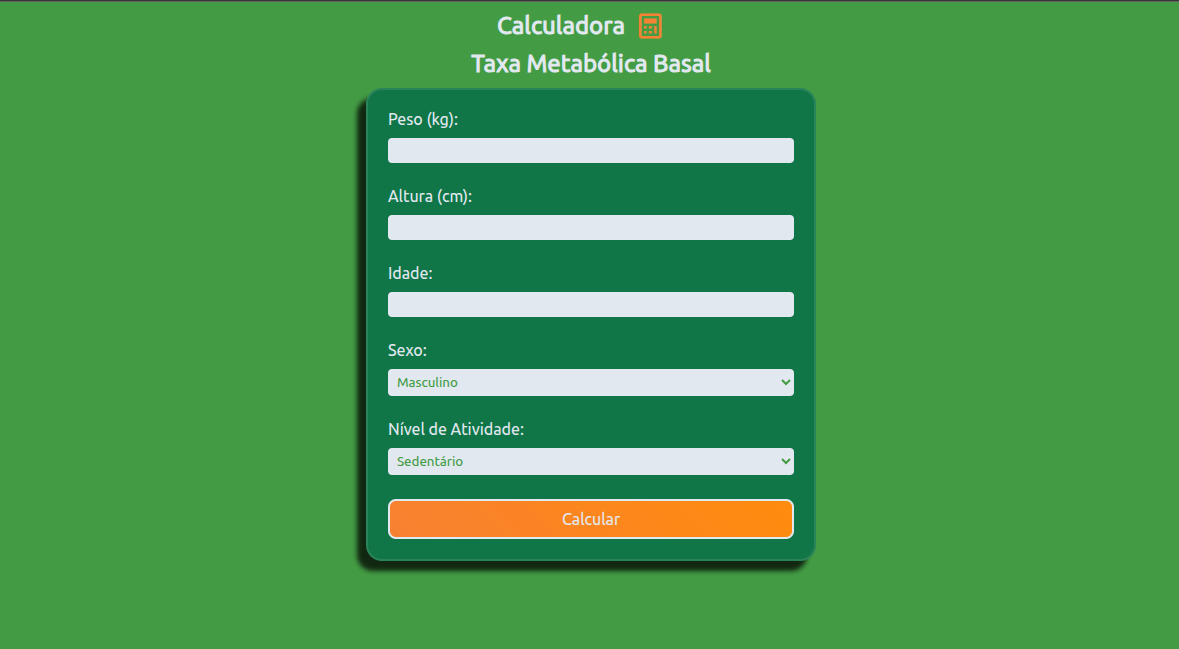 Calculadora
Taxa Metabólica Basal
Peso (kg):
Altura (cm):
Idade:
Sexo:
Masculino
Nível de Atividade:
Sedentário
Calcular